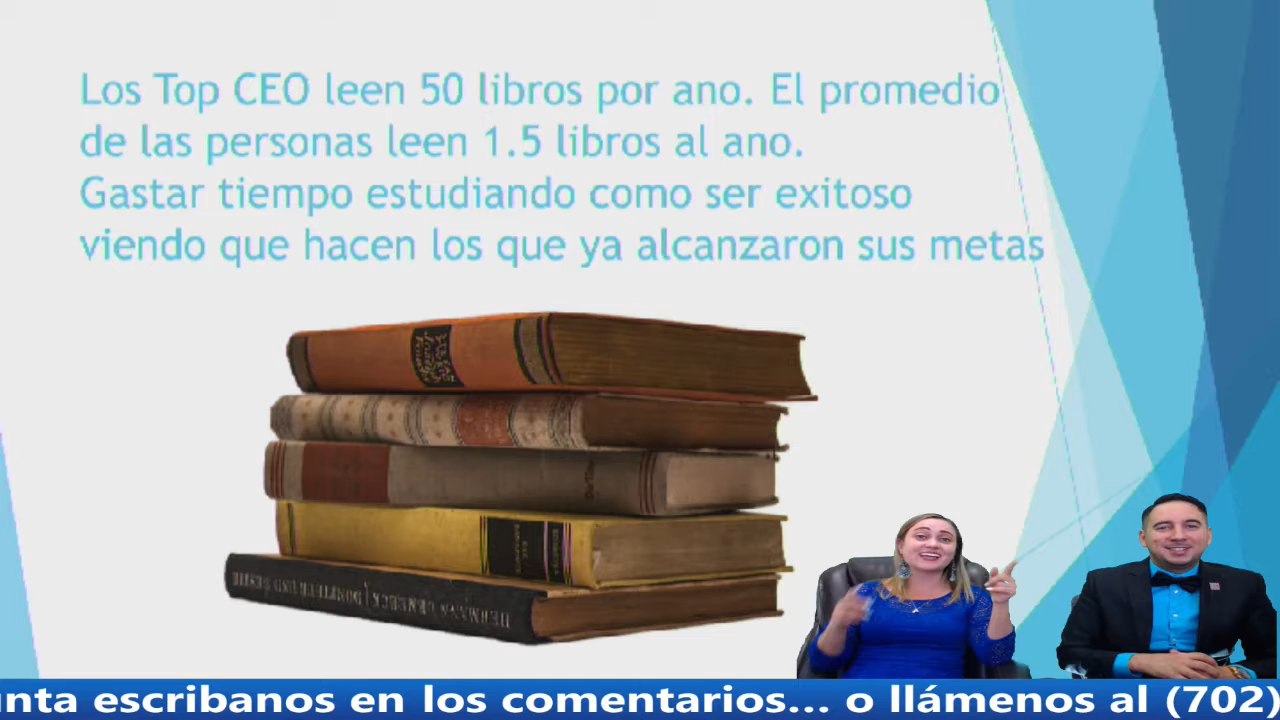 Los Top CEO leen 50 libros por ano. El promedio
de las personas leen 1.5 libros al ano.
Gastar tiempo estudiando como ser exitoso
viendo que hacen los que ya alcanzaron sus metas
unta escribanos en los comentarios... o llámenos al (702)